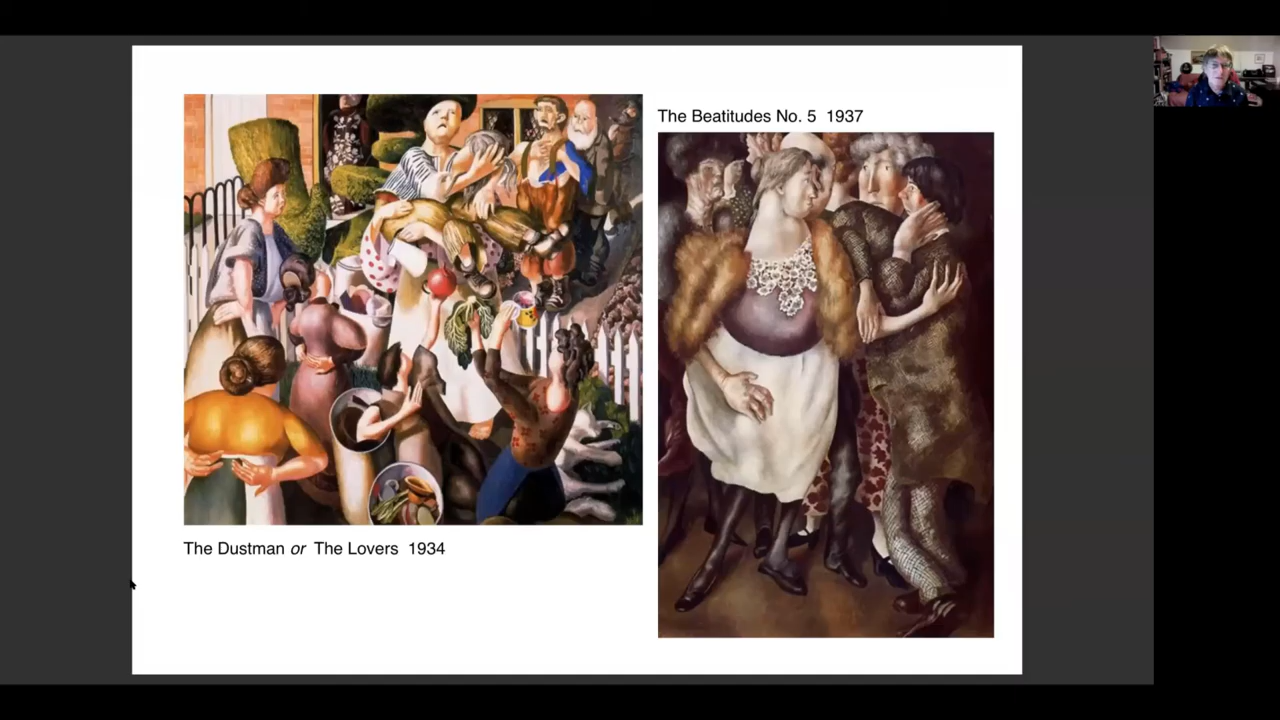 The Beatitudes No. 5 1937
The Dustman or The Lovers 1934